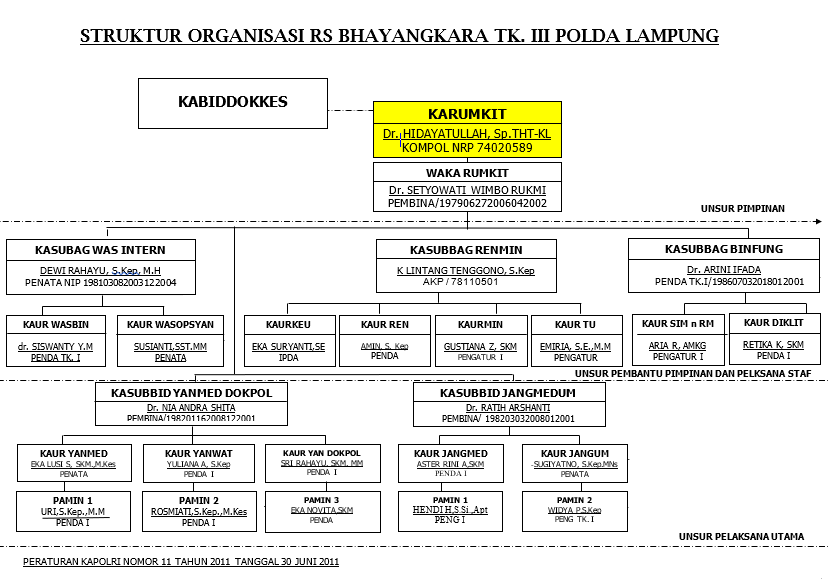 STRUKTUR ORGANISASI RS BHAYANGKARA TK. III POLDA LAMPUNG
KABIDDOKKES
KARUMKIT
Dr. HIDAYATULLAH, Sp.THT-KL
KOMPOL NRP 74020589
WAKA RUMKIT
Dr. SETYOWATI WIMBO RUKMI
PEMBINA/197906272006042002
UNSUR PIMPINAN
KASUBAG WAS INTERN
DEWI RAHAYU, S.Kep, M.H
PENATA NIP 198103082003122004
KASUBBAG RENMIN
K LINTANG TENGGONO, S.Kep
AKP / 78110501
KASUBBAG BINFUNG
Dr. ARINI IFADA
PENDA TK.I/198607032018012001
KAUR WASBIN
dr. SISWANTY Y.M
PENDA TK. I
KAUR WASOPSYAN
SUSIANTI,SST.MM
PENATA
KAURKEU
EKA SURYANTI,SE
IPDA
KAUR REN
AMIN, S. Kep
PENDA
KAURMIN
GUSTIANA Z, SKM
PENGATUR I
KAUR TU
EMIRIA, S.E.,M.M
PENGATUR
KAUR SIM n RM
ARIA R, AMKG
PENGATUR I
KAUR DIKLIT
RETIKA K, SKM
PENDA I
UNSUR PEMBANTU PIMPINAN DAN PELKSANA STAF
KASUBBID YANMED DOKPOL
Dr. NIA ANDRA SHITA
PEMBINA/198201162008122001
KASUBBID JANGMEDUM
Dr. RATIH ARSHANTI
PEMBINA/ 198203032008012001
KAUR YANMED
EKA LUSI S, SKM.,M.Kes
PENATA
KAUR YANWAT
YULIANA A, S.Kep
PENDA I
KAUR YAN DOKPOL
SRI RAHAYU, SKM, MM
PENDA I
KAUR JANGMED
ASTER RINI A,SKM
PENDA I
KAUR JANGUM
SUGIYATNO, S.Kep.MNs
PENATA
PAMIN 1
URI,S.Kep.,M.M
PENDA I
PAMIN 2
ROSMIATI,S.Kep.,M.Kes
PENDA I
PAMIN 3
EKA NOVITA,SKM
PENDA
PAMIN 1
HENDI H,S.Si.,Apt
PENG I
PAMIN 2
WIDYA P.S.Kep
PENG TK. I
UNSUR PELAKSANA UTAMA
PERATURAN KAPOLRI NOMOR 11 TAHUN 2011 TANGGAL 30 JUNI 2011